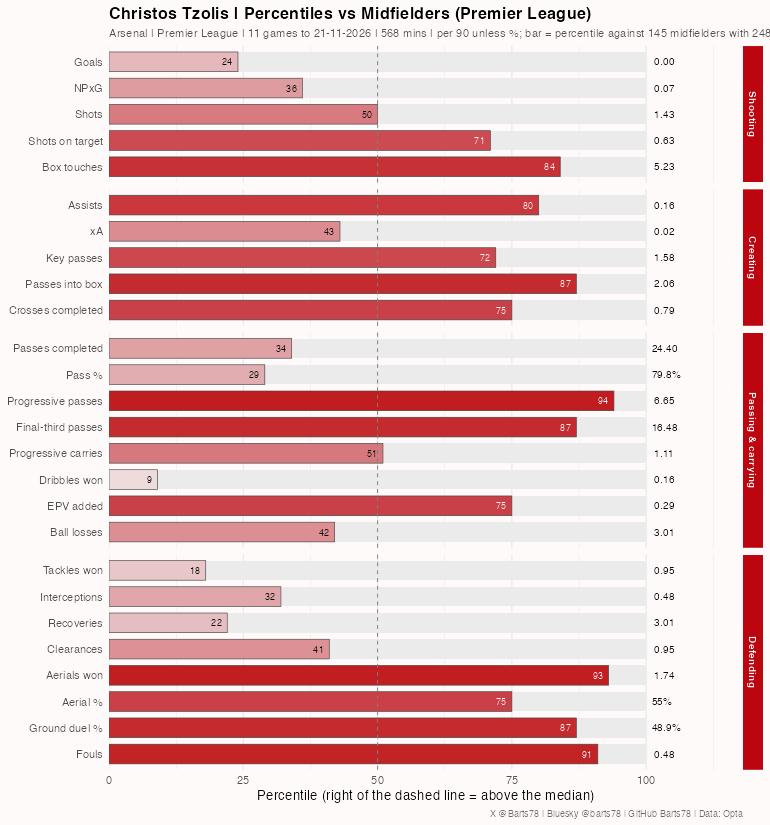 Christos Tzolis | Percentiles vs Midfielders (Premier League)
Arsenal | Premier League | 11 games to 21-11-2026 | 568 mins | per 90 unless %; bar = percentile against 145 midfielders with 248
Goals 24 0.00
NPxG 36 0.07
Shots 50 1.43
Shots on target 71 0.63
Box touches 84 5.23
Shooting
Assists 80 0.16
xA 43 0.02
Key passes 72 1.58
Passes into box 87 2.06
Crosses completed 75 0.79
Creating
Passes completed 34 24.40
Pass % 29 79.8%
Progressive passes 94 6.65
Final-third passes 87 16.48
Progressive carries 51 1.11
Dribbles won 9 0.16
EPV added 75 0.29
Ball losses 42 3.01
Passing & carrying
Tackles won 18 0.95
Interceptions 32 0.48
Recoveries 22 3.01
Clearances 41 0.95
Aerials won 93 1.74
Aerial % 75 55%
Ground duel % 87 48.9%
Fouls 91 0.48
Defending
0 25 50 75 100
Percentile (right of the dashed line = above the median)
X @Barts78 | Bluesky @barts78 | GitHub Barts78 | Data: Opta